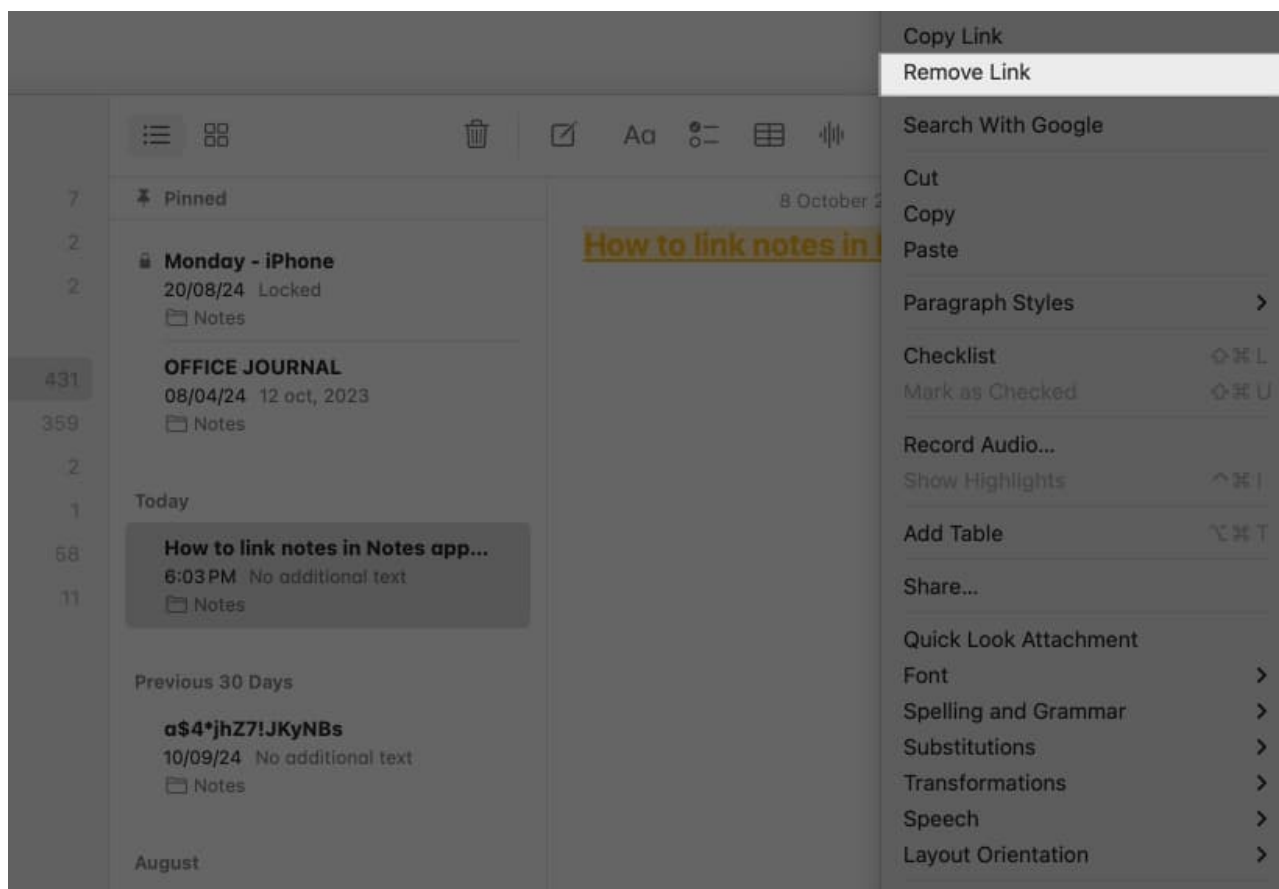 Copy Link
Remove Link
Search With Google
Cut
Copy
Paste
Paragraph Styles
Checklist ⇧⌘L
Mark as Checked ⇧⌘U
Record Audio...
Show Highlights ^⌘I
Add Table ⌥⌘T
Share...
Quick Look Attachment
Font
Spelling and Grammar
Substitutions
Transformations
Speech
Layout Orientation
Aa
7
2
2
431
359
2
1
68
11
Pinned
Monday - iPhone
20/08/24 Locked
Notes
OFFICE JOURNAL
08/04/24 12 oct, 2023
Notes
Today
How to link notes in Notes app...
6:03 PM No additional text
Notes
Previous 30 Days
a$4*jhZ7!JKyNBs
10/09/24 No additional text
Notes
August
8 October
How to link notes in